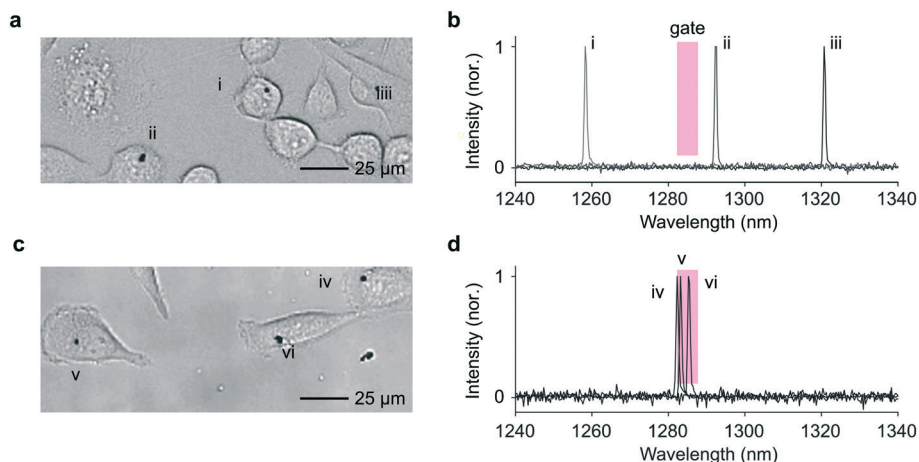 a
i
iii
ii
25 µm
b
gate
i
ii
iii
Intensity (nor.)
1
0
1240 1260 1280 1300 1320 1340
Wavelength (nm)
c
iv
v
vi
25 µm
d
v
iv
vi
Intensity (nor.)
1
0
1240 1260 1280 1300 1320 1340
Wavelength (nm)